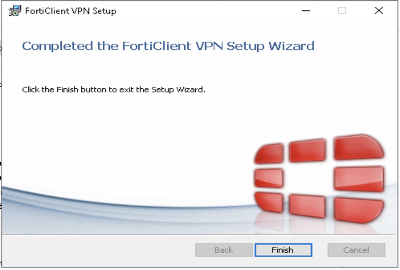 FortiClient VPN Setup
Completed the FortiClient VPN Setup Wizard
Click the Finish button to exit the Setup Wizard.
Back
Finish
Cancel